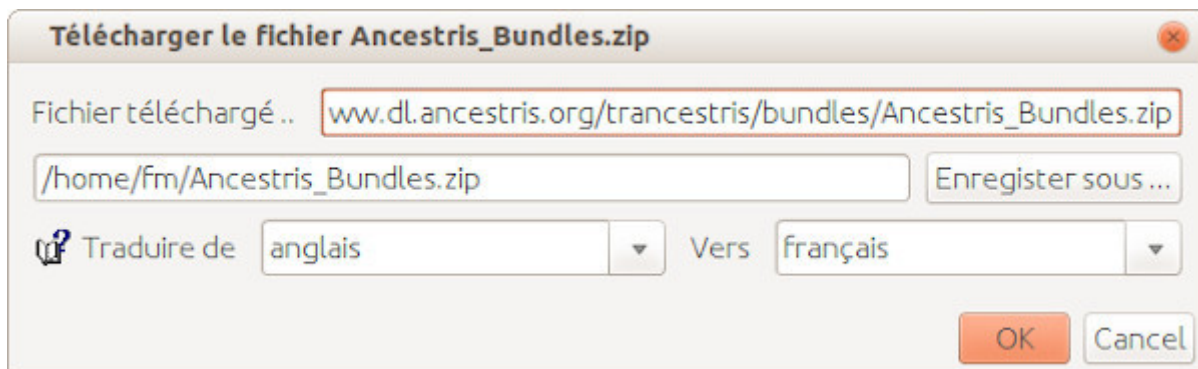 Télécharger le fichier Ancestris_Bundles.zip
Fichier téléchargé .. ww.dl.ancestris.org/trancestris/bundles/Ancestris_Bundles.zip
/home/fm/Ancestris_Bundles.zip Enregister sous ...
Traduire de anglais Vers français
OK Cancel